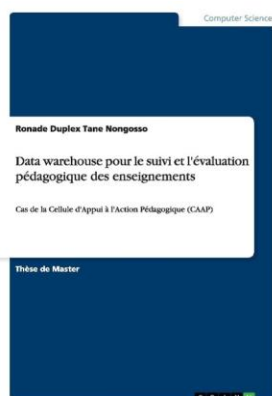 Computer Science
Ronade Duplex Tane Nongosso
Data warehouse pour le suivi et l'évaluation
pédagogique des enseignements
Cas de la Cellule d'Appui à l'Action Pédagogique (CAAP)
Thèse de Master